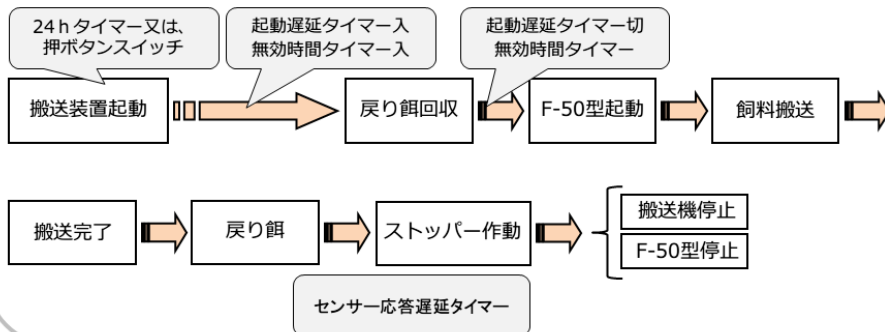 24ｈタイマー又は、
押ボタンスイッチ
起動遅延タイマー入
無効時間タイマー入
起動遅延タイマー切
無効時間タイマー
搬送装置起動
戻り餌回収
F-50型起動
飼料搬送
搬送完了
戻り餌
ストッパー作動
搬送機停止
F-50型停止
センサー応答遅延タイマー